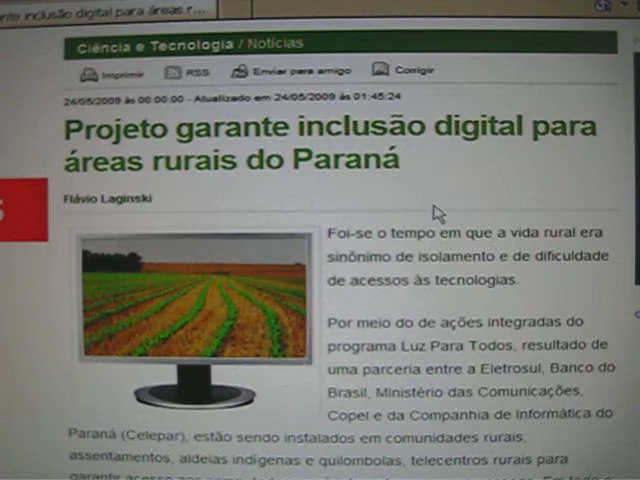 nte inclusão digital para áreas r...
Ciência e Tecnologia / Notícias
Imprimir RSS Enviar para amigo Corrigir
24/05/2009 às 00:00:00 - Atualizado em 24/05/2009 às 01:45:24
Projeto garante inclusão digital para
áreas rurais do Paraná
Flávio Laginski
Foi-se o tempo em que a vida rural era
sinônimo de isolamento e de dificuldade
de acessos às tecnologias.
Por meio do de ações integradas do
programa Luz Para Todos, resultado de
uma parceria entre a Eletrosul, Banco do
Brasil, Ministério das Comunicações,
Copel e da Companhia de Informática do
Paraná (Celepar), estão sendo instalados em comunidades rurais,
assentamentos, aldeias indígenas e quilombolas, telecentros rurais para